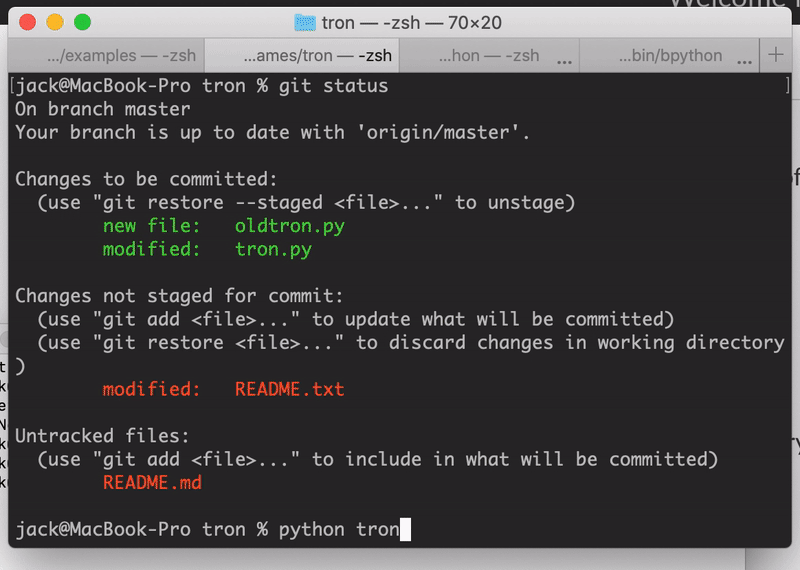 tron — -zsh — 70×20
.../examples — -zsh
...ames/tron — -zsh
...hon — -zsh ...
...bin/bpython ...
[jack@MacBook-Pro tron % git status ]
On branch master
Your branch is up to date with 'origin/master'.
Changes to be committed:
(use "git restore --staged <file>..." to unstage)
new file: oldtron.py
modified: tron.py
Changes not staged for commit:
(use "git add <file>..." to update what will be committed)
(use "git restore <file>..." to discard changes in working directory
)
modified: README.txt
Untracked files:
(use "git add <file>..." to include in what will be committed)
README.md
jack@MacBook-Pro tron % python tron